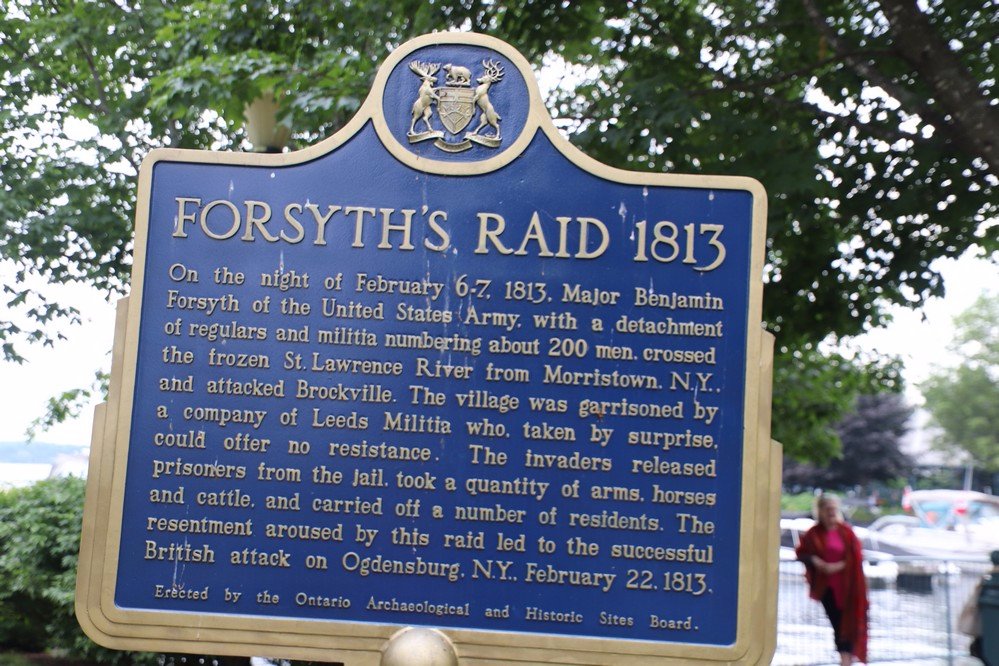 FORSYTH'S RAID 1813
On the night of February 6-7, 1813, Major Benjamin
Forsyth of the United States Army, with a detachment
of regulars and militia numbering about 200 men, crossed
the frozen St. Lawrence River from Morristown, N.Y.,
and attacked Brockville. The village was garrisoned by
a company of Leeds Militia who, taken by surprise,
could offer no resistance. The invaders released
prisoners from the jail, took a quantity of arms, horses
and cattle, and carried off a number of residents. The
resentment aroused by this raid led to the successful
British attack on Ogdensburg, N.Y., February 22, 1813.
Erected by the Ontario Archaeological and Historic Sites Board.